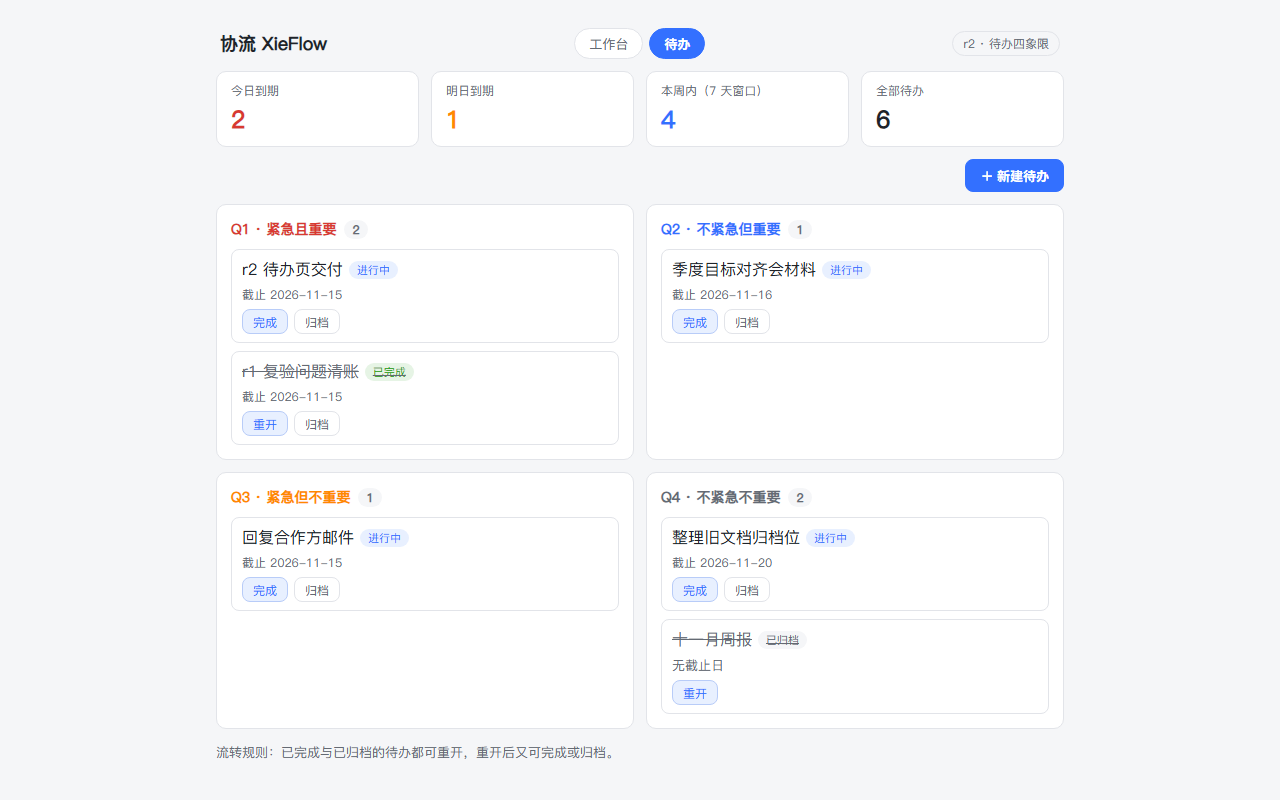 协流 XieFlow
工作台
待办
r2 · 待办四象限
今日到期
2
明日到期
1
本周内（7 天窗口）
4
全部待办
6
＋ 新建待办
Q1 · 紧急且重要 2
r2 待办页交付 进行中
截止 2026-11-15
完成 归档
r1 复验问题清账 已完成
截止 2026-11-15
重开 归档
Q2 · 不紧急但重要 1
季度目标对齐会材料 进行中
截止 2026-11-16
完成 归档
Q3 · 紧急但不重要 1
回复合作方邮件 进行中
截止 2026-11-15
完成 归档
Q4 · 不紧急不重要 2
整理旧文档归档位 进行中
截止 2026-11-20
完成 归档
十一月周报 已归档
无截止日
重开
流转规则：已完成与已归档的待办都可重开，重开后又可完成或归档。